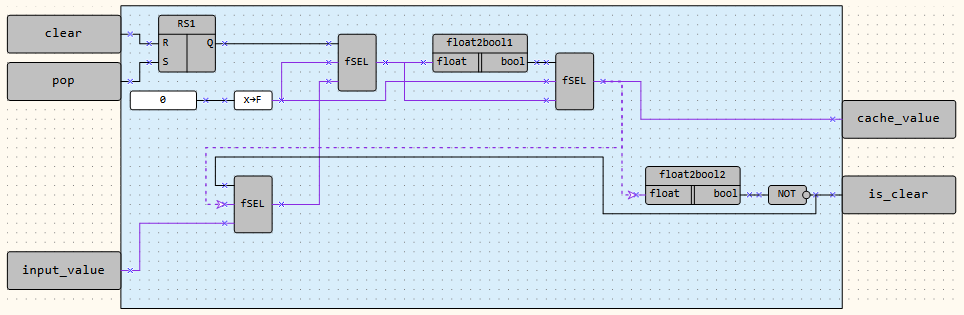 clear
RS1
R
Q
S
pop
0
x→F
fSEL
float2bool1
float
bool
fSEL
cache_value
fSEL
float2bool2
float
bool
NOT
is_clear
input_value